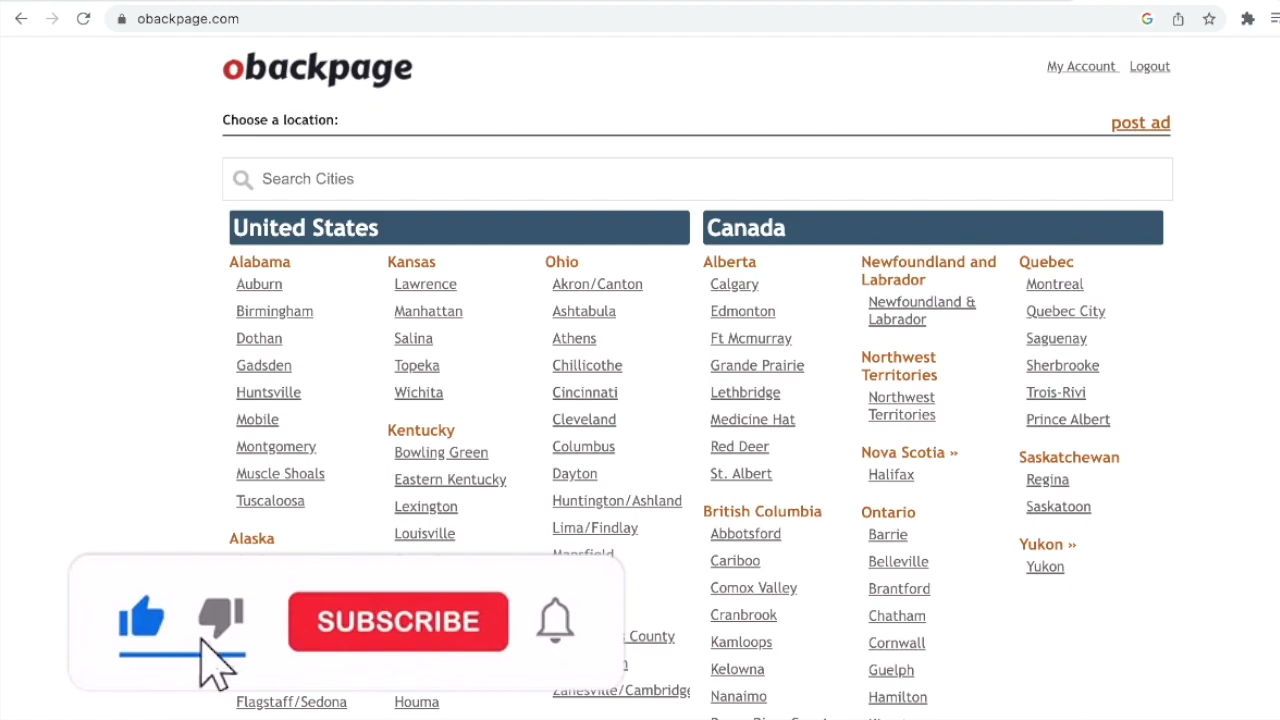 obackpage.com
obackpage
My Account Logout
Choose a location:
post ad
Search Cities
United States
Alabama
Auburn
Birmingham
Dothan
Gadsden
Huntsville
Mobile
Montgomery
Muscle Shoals
Tuscaloosa
Alaska
Flagstaff/Sedona
Kansas
Lawrence
Manhattan
Salina
Topeka
Wichita
Kentucky
Bowling Green
Eastern Kentucky
Lexington
Louisville
Houma
Ohio
Akron/Canton
Ashtabula
Athens
Chillicothe
Cincinnati
Cleveland
Columbus
Dayton
Huntington/Ashland
Lima/Findlay
Mansfield
County
Zanesville/Cambridge
Canada
Alberta
Calgary
Edmonton
Ft Mcmurray
Grande Prairie
Lethbridge
Medicine Hat
Red Deer
St. Albert
British Columbia
Abbotsford
Cariboo
Comox Valley
Cranbrook
Kamloops
Kelowna
Nanaimo
Newfoundland and
Labrador
Newfoundland &
Labrador
Northwest
Territories
Northwest
Territories
Nova Scotia »
Halifax
Ontario
Barrie
Belleville
Brantford
Chatham
Cornwall
Guelph
Hamilton
Quebec
Montreal
Quebec City
Saguenay
Sherbrooke
Trois-Rivi
Prince Albert
Saskatchewan
Regina
Saskatoon
Yukon »
Yukon
SUBSCRIBE